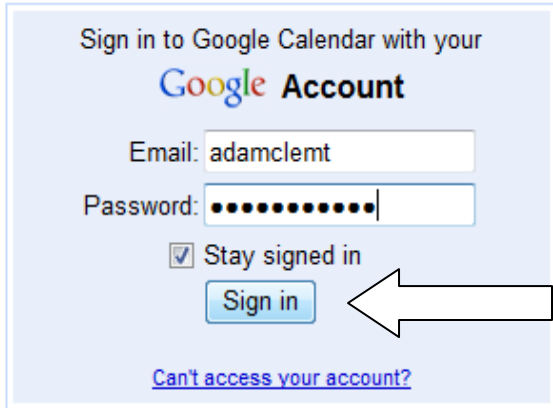 Sign in to Google Calendar with your
Google Account
Email: adamclemt
Password: •••••••••••
Stay signed in
Sign in
Can't access your account?